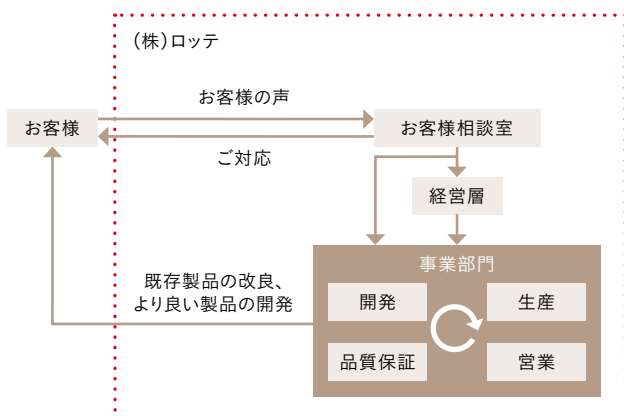 (株)ロッテ
お客様の声
お客様
お客様相談室
ご対応
経営層
事業部門
既存製品の改良、
より良い製品の開発
開発
生産
品質保証
営業